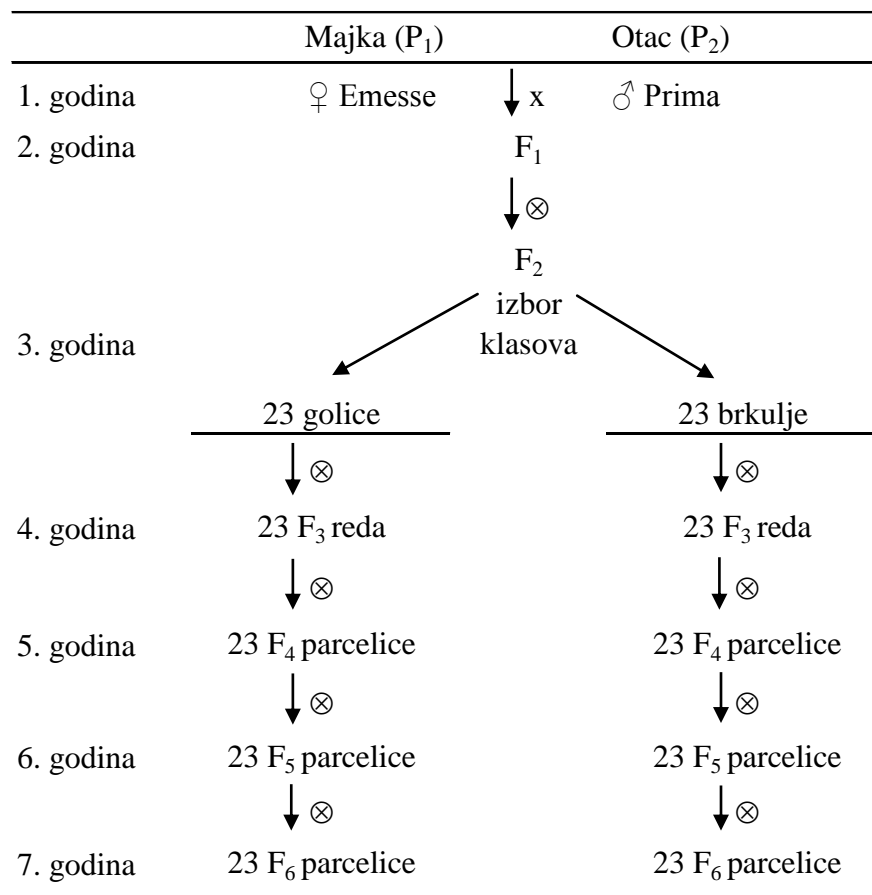 Majka (P₁) Otac (P₂)
1. godina ♀ Emesse x ♂ Prima
2. godina F₁
⊗
F₂
izbor
3. godina klasova
23 golice 23 brkulje
⊗ ⊗
4. godina 23 F₃ reda 23 F₃ reda
⊗ ⊗
5. godina 23 F₄ parcelice 23 F₄ parcelice
⊗ ⊗
6. godina 23 F₅ parcelice 23 F₅ parcelice
⊗ ⊗
7. godina 23 F₆ parcelice 23 F₆ parcelice